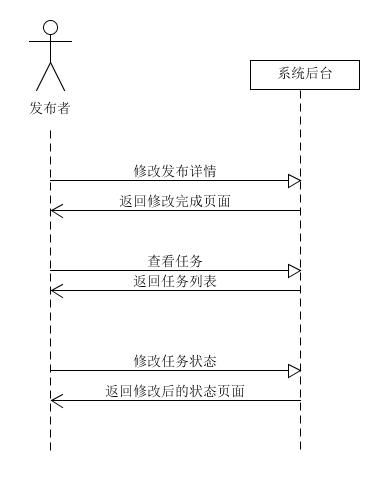 系统后台
发布者
修改发布详情
返回修改完成页面
查看任务
返回任务列表
修改任务状态
返回修改后的状态页面